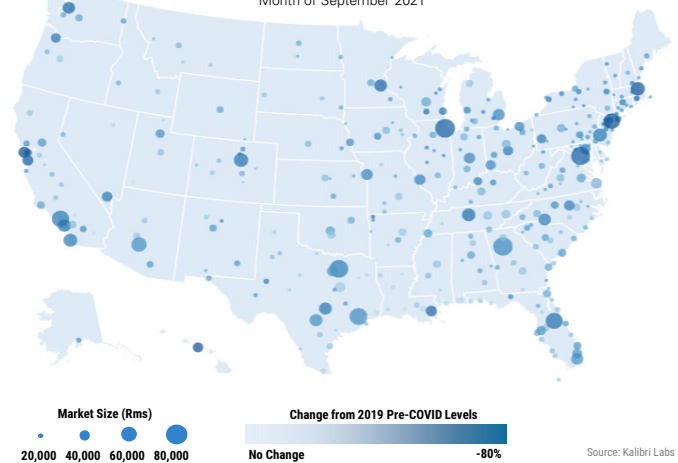 Month of September 2021
Market Size (Rms)
20,000 40,000 60,000 80,000
Change from 2019 Pre-COVID Levels
No Change -80%
Source: Kalibri Labs